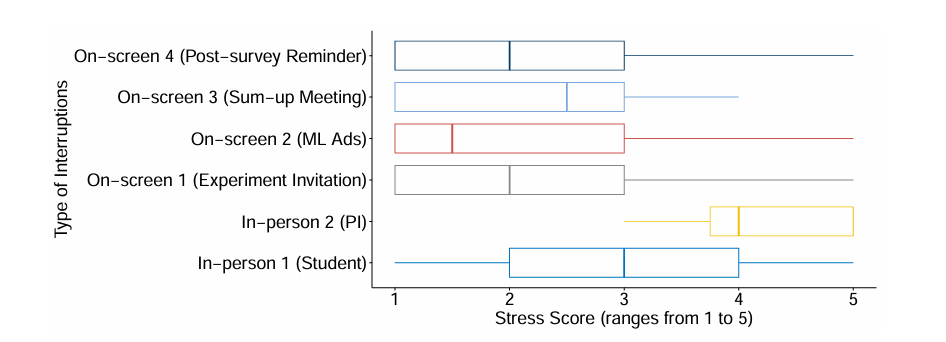 On-screen 4 (Post-survey Reminder)
On-screen 3 (Sum-up Meeting)
On-screen 2 (ML Ads)
On-screen 1 (Experiment Invitation)
In-person 2 (PI)
In-person 1 (Student)
Type of Interruptions
1 2 3 4 5
Stress Score (ranges from 1 to 5)